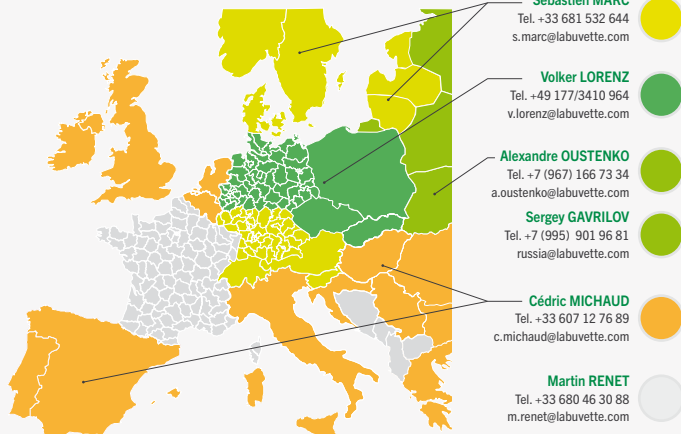 Sébastien MARC
Tel. +33 681 532 644
s.marc@labuvette.com
Volker LORENZ
Tel. +49 177/3410 964
v.lorenz@labuvette.com
Alexandre OUSTENKO
Tel. +7 (967) 166 73 34
a.oustenko@labuvette.com
Sergey GAVRILOV
Tel. +7 (995) 901 96 81
russia@labuvette.com
Cédric MICHAUD
Tel. +33 607 12 76 89
c.michaud@labuvette.com
Martin RENET
Tel. +33 680 46 30 88
m.renet@labuvette.com